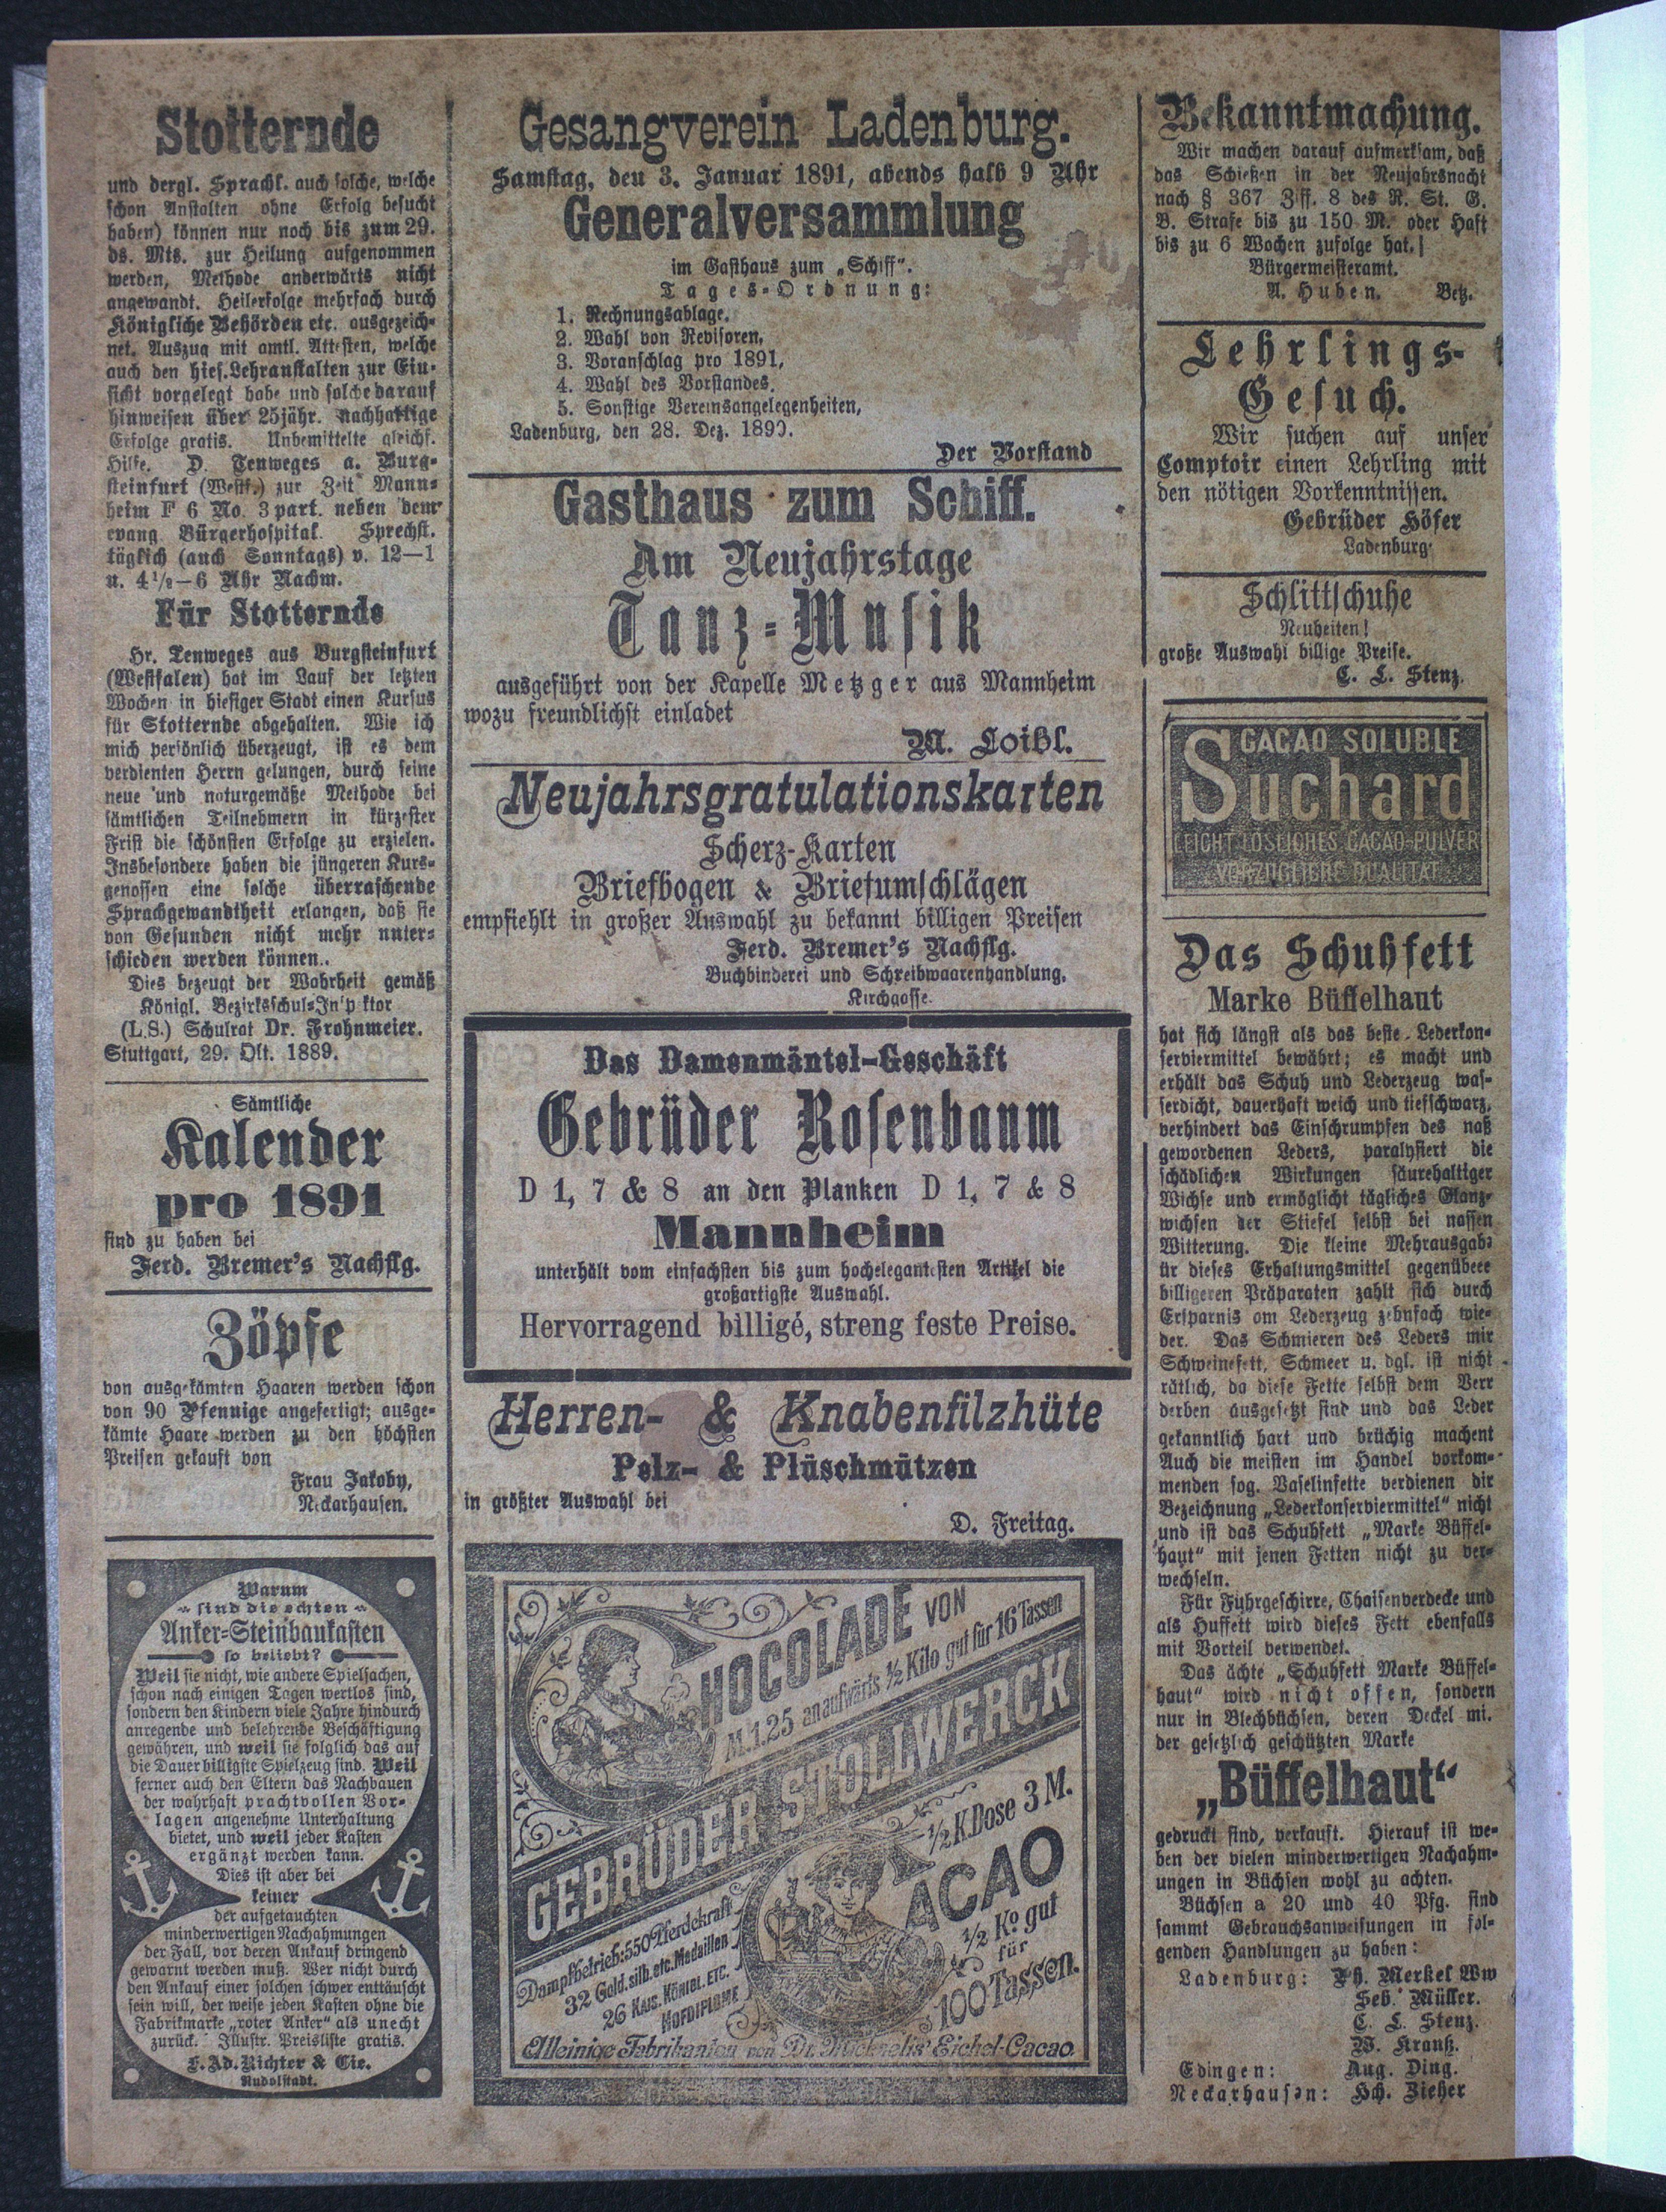 Stotternde
und dergl. Sprachl. auch solche, welche
schon Anstalten ohne Erfolg besucht
haben) können nur noch bis zum 29.
ds. Mts. zur Heilung aufgenommen
werden, Methode anderwärts nicht
angewandt. Heilerfolge mehrfach durch
Königliche Behörden etc. ausgezeich-
net. Auszug mit amtl. Attesten, welche
auch den hies. Lehranstalten zur Ein-
sicht vorgelegt habe und solche darauf
hinweisen über 25jähr. nachhaltige
Erfolge gratis. Unbemittelte gleichf.
Hilfe. D. Tenweges a. Burg-
steinfurt (Westf.) zur Zeit Mann-
heim F 6 No. 3 part. neben dem
evang Bürgerhospital. Sprechst.
täglich (auch Sonntags) v. 12—1
u. 4½—6 Uhr Nachm.
Für Stotternde
Hr. Tenweges aus Burgsteinfurt
(Westfalen) hat im Lauf der letzten
Wochen in hiesiger Stadt einen Kursus
für Stotternde abgehalten. Wie ich
mich persönlich überzeugt, ist es dem
verdienten Herrn gelungen, durch seine
neue und naturgemäße Methode bei
sämtlichen Teilnehmern in kürzester
Frist die schönsten Erfolge zu erzielen.
Insbesondere haben die jüngeren Kurs-
genossen eine solche überraschende
Sprachgewandtheit erlangen, daß sie
von Gesunden nicht mehr unter-
schieden werden können..
Dies bezeugt der Wahrheit gemäß
Königl. Bezirksschul-In'p ktor
(L.S.) Schulrat Dr. Frohnmeier.
Stuttgart, 29. Okt. 1889.
Sämtliche
Kalender
pro 1891
sind zu haben bei
Ferd. Bremer's Nachflg.
Zöpfe
von ausgekämten Haaren werden schon
von 90 Pfennige angefertigt; ausge-
kämte Haare werden zu den höchsten
Preisen gekauft von
Frau Jakoby,
Neckarhausen.
Warum
sind die echten
Anker-Steinbaukasten
so beliebt?
Weil sie nicht, wie andere Spielsachen,
schon nach einigen Tagen wertlos sind,
sondern den Kindern viele Jahre hindurch
anregende und belehrende Beschäftigung
gewähren, und weil sie folglich das auf
die Dauer billigste Spielzeug sind. Weil
ferner auch den Eltern das Nachbauen
der wahrhaft prachtvollen Vor-
lagen angenehme Unterhaltung
bietet, und weil jeder Kasten
ergänzt werden kann.
Dies ist aber bei
keiner
der aufgetauchten
minderwertigen Nachahmungen
der Fall, vor deren Ankauf dringend
gewarnt werden muß. Wer nicht durch
den Ankauf einer solchen schwer enttäuscht
sein will, der weise jeden Kasten ohne die
Fabrikmarke „roter Anker“ als unecht
zurück. Illustr. Preisliste gratis.
F. Ad. Richter & Cie.
Rudolstadt.
Gesangverein Ladenburg.
Samstag, den 3. Januar 1891, abends halb 9 Uhr
Generalversammlung
im Gasthaus zum „Schiff“.
Tages-Ordnung:
1. Rechnungsablage,
2. Wahl von Revisoren,
3. Voranschlag pro 1891,
4. Wahl des Vorstandes,
5. Sonstige Vereinsangelegenheiten,
Ladenburg, den 28. Dez. 1890.
Der Vorstand
Gasthaus zum Schiff.
Am Neujahrstage
Tanz-Musik
ausgeführt von der Kapelle Metzger aus Mannheim
wozu freundlichst einladet
M. Loibl.
Neujahrsgratulationskarten
Scherz-Karten
Briefbogen & Briefumschlägen
empfiehlt in großer Auswahl zu bekannt billigen Preisen
Ferd. Bremer's Nachflg.
Buchbinderei und Schreibwaarenhandlung,
Kirchgasse.
Das Damenmäntel-Geschäft
Gebrüder Rosenbaum
D 1, 7 & 8 an den Planken D 1, 7 & 8
Mannheim
unterhält vom einfachsten bis zum hochelegantesten Artikel die
großartigste Auswahl.
Hervorragend billige, streng feste Preise.
Herren- & Knabenfilzhüte
Pelz- & Plüschmützen
in größter Auswahl bei
D. Freitag.
CHOCOLADE VON
M. 1.25 an aufwärts ½ Kilo gut für 16 Tassen
GEBRÜDER STOLLWERCK
½ K.Dose 3 M.
CACAO
½ Ko gut
für
100 Tassen.
Dampfbetrieb: 550 Pferdekraft
32 Gold. silb. etc. Medaillen
26 KAIS. KÖNIGL. ETC.
HOFDIPLOME
Alleinige Fabrikanten von Dr. Michaelis' Eichel-Cacao
Bekanntmachung.
Wir machen darauf aufmerksam, daß
das Schießen in der Neujahrsnacht
nach § 367 Ziff. 8 des R. St. G.
B. Strafe bis zu 150 M. oder Haft
bis zu 6 Wochen zufolge hat.
Bürgermeisteramt.
A. Huben. Betz.
Lehrlings-
Gesuch.
Wir suchen auf unser
Comptoir einen Lehrling mit
den nötigen Vorkenntnissen.
Gebrüder Höfer
Ladenburg.
Schlittschuhe
Neuheiten!
große Auswahl billige Preise.
C. L. Stenz.
CACAO SOLUBLE
Suchard
LEICHT LÖSLICHES CACAO-PULVER
VORZÜGLICHE QUALITÄT
Das Schuhfett
Marke Büffelhaut
hat sich längst als das beste Lederkon-
serviermittel bewährt; es macht und
erhält das Schuh und Lederzeug was-
serdicht, dauerhaft weich und tiefschwarz,
verhindert das Einschrumpfen des naß
gewordenen Leders, paralysiert die
schädlichen Wirkungen säurehaltiger
Wichse und ermöglicht tägliches Glanz-
wichsen der Stiefel selbst bei nassen
Witterung. Die kleine Mehrausgabe
ür dieses Erhaltungsmittel gegenübeee
billigeren Präparaten zahlt sich durch
Ersparnis am Lederzeug zehnfach wie-
der. Das Schmieren des Leders mir
Schweinefett, Schmeer u. dgl. ist nicht
rätlich, da diese Fette selbst dem Verr
derben ausgesetzt sind und das Leder
gekanntlich hart und brüchig machent
Auch die meisten im Handel vorkom-
menden sog. Vaselinfette verdienen dir
Bezeichnung „Lederkonserviermittel“ nicht
und ist das Schuhfett „Marke Büffel-
haut“ mit jenen Fetten nicht zu ver-
wechseln.
Für Fuhrgeschirre, Chaisenverdecke und
als Huffett wird dieses Fett ebenfalls
mit Vorteil verwendet.
Das ächte „Schuhfett Marke Büffel-
haut“ wird nicht offen, sondern
nur in Blechbüchsen, deren Deckel mi.
der gesetzlich geschützten Marke
„Büffelhaut“
gedruckt sind, verkauft. Hierauf ist we-
ben der vielen minderwertigen Nachahm-
ungen in Büchsen wohl zu achten.
Büchsen a 20 und 40 Pfg. sind
sammt Gebrauchsanweisungen in fol-
genden Handlungen zu haben:
Ladenburg: Ph. Merkel Ww
Seb. Müller.
C. L. Stenz.
W. Krauß.
Edingen: Aug. Ding.
Neckarhausen: Hch. Zieher